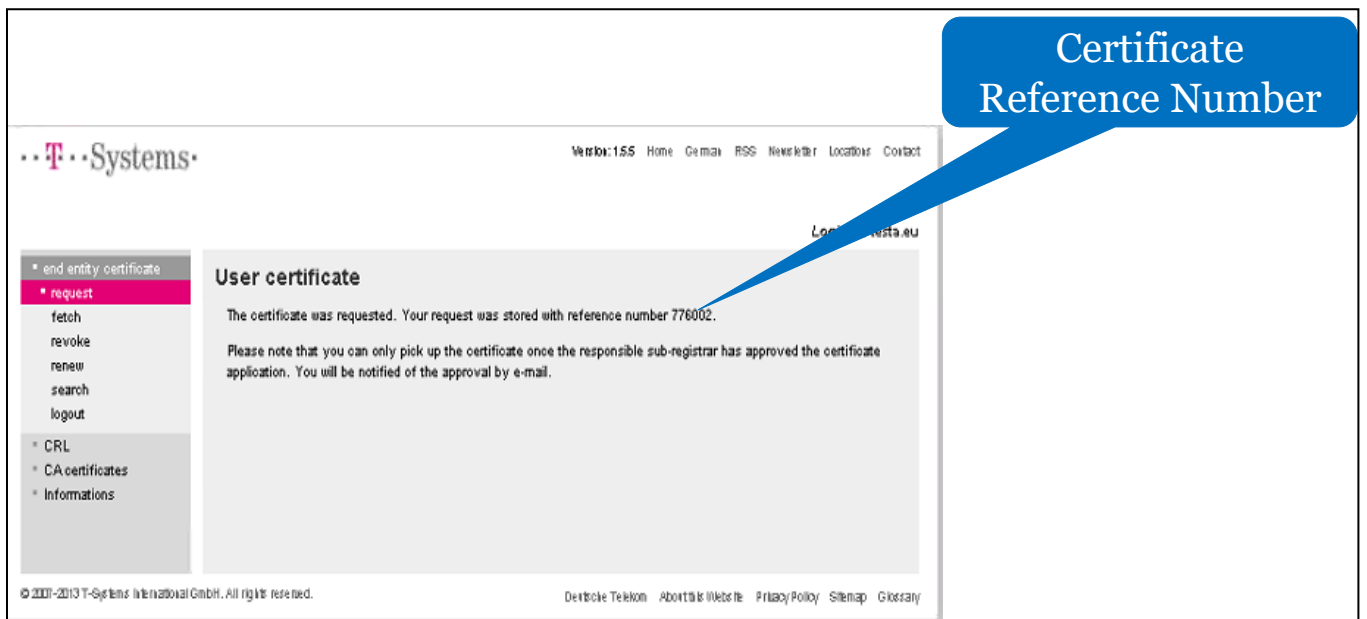 Certificate
Reference Number
··T··Systems·
Version: 1.5.5 Home German RSS Newsletter Locations Contact
esta.eu
end entity certificate
request
fetch
revoke
renew
search
logout
CRL
CA certificates
Informations
User certificate
The certificate was requested. Your request was stored with reference number 776002.
Please note that you can only pick up the certificate once the responsible sub-registrar has approved the certificate
application. You will be notified of the approval by e-mail.
© 2007-2013 T-Systems International GmbH. All rights reserved.
Deutsche Telekom About this Website Privacy Policy Sitemap Glossary